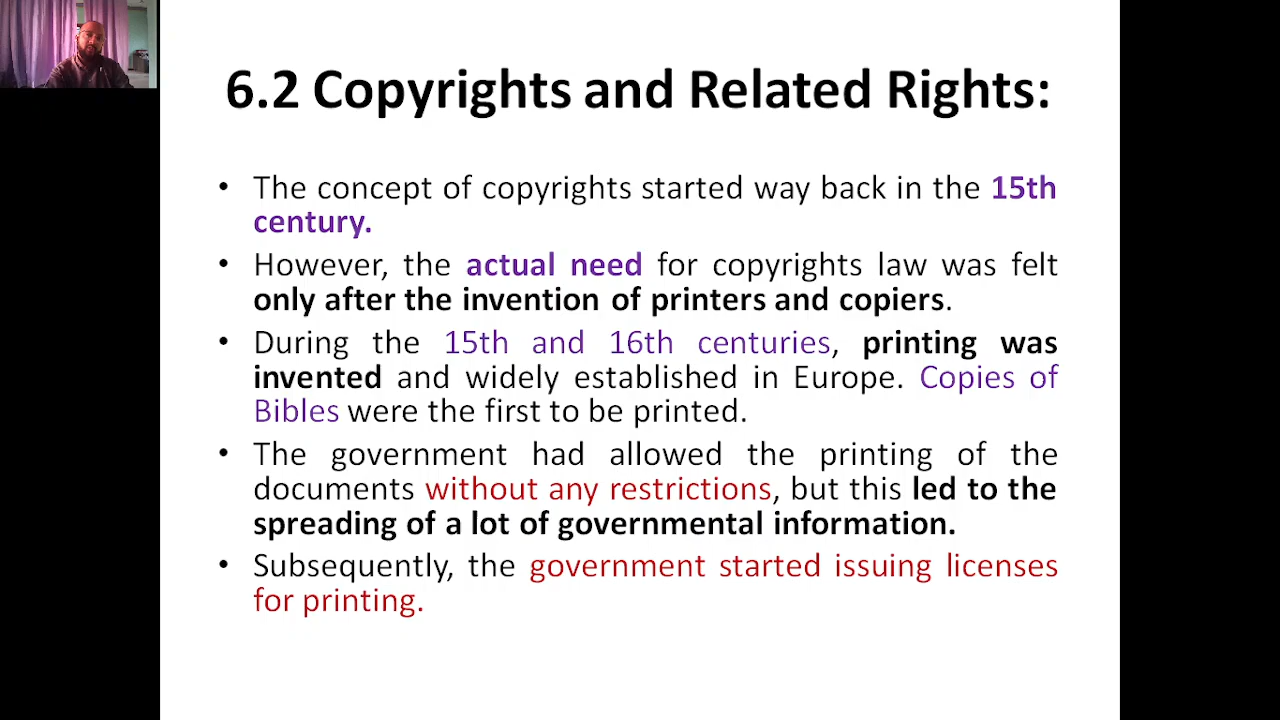 6.2 Copyrights and Related Rights:
• The concept of copyrights started way back in the 15th
century.
• However, the actual need for copyrights law was felt
only after the invention of printers and copiers.
• During the 15th and 16th centuries, printing was
invented and widely established in Europe. Copies of
Bibles were the first to be printed.
• The government had allowed the printing of the
documents without any restrictions, but this led to the
spreading of a lot of governmental information.
• Subsequently, the government started issuing licenses
for printing.